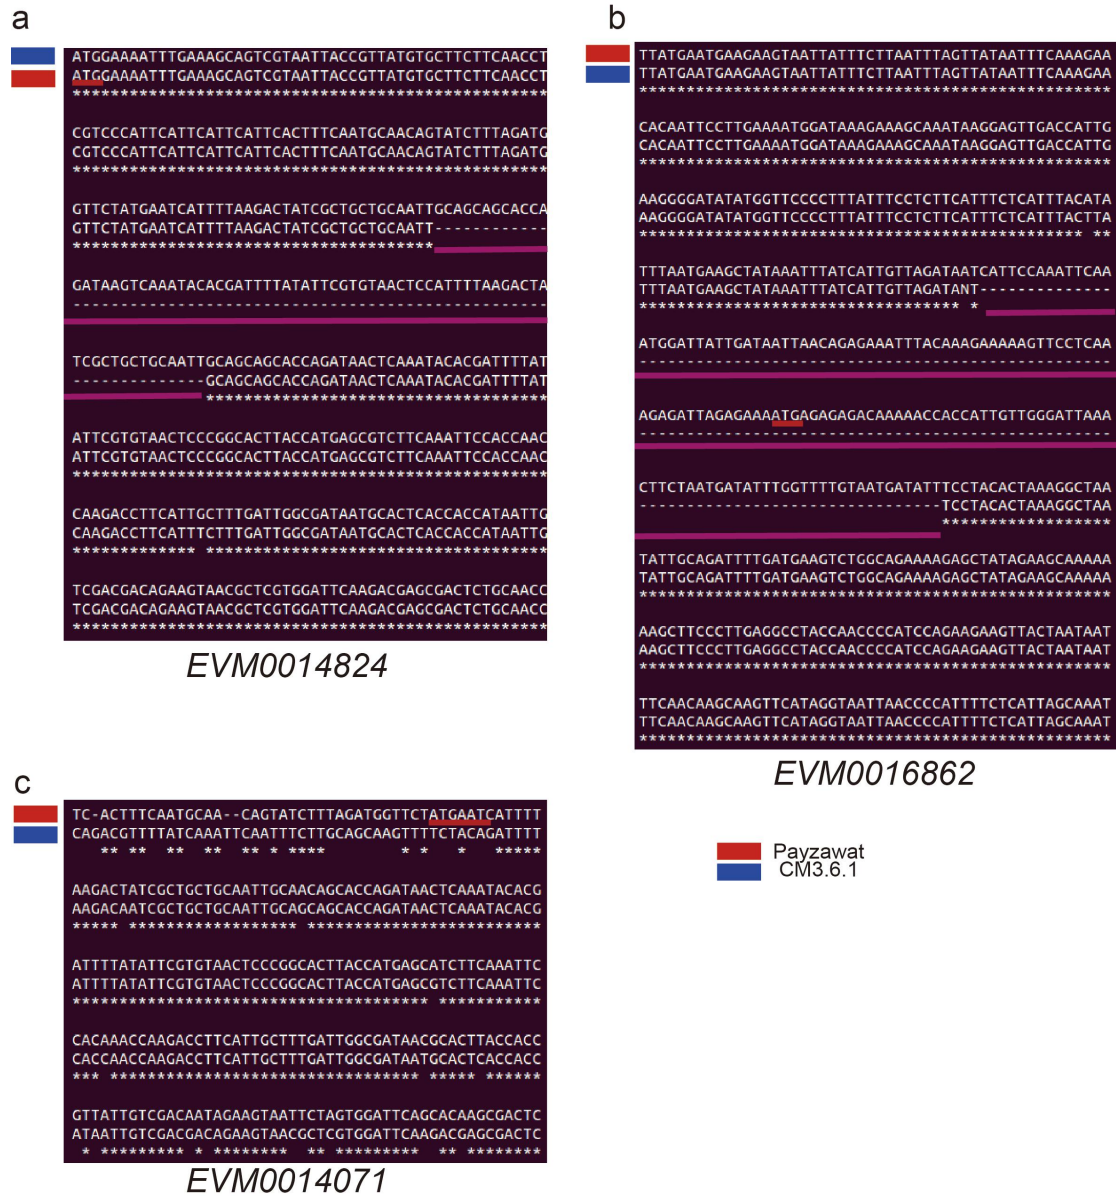 a
ATGGAAAATTTGAAAGCAGTCGTAATTACCGTTATGTGCTTCTTCAACCT
ATGGAAAATTTGAAAGCAGTCGTAATTACCGTTATGTGCTTCTTCAACCT
**************************************************
CGTCCCATTCATTCATTCATTCACTTTCAATGCAACAGTATCTTTAGATG
CGTCCCATTCATTCATTCATTCACTTTCAATGCAACAGTATCTTTAGATG
**************************************************
GTTCTATGAATCATTTTAAGACTATCGCTGCTGCAATTGCAGCAGCACCA
GTTCTATGAATCATTTTAAGACTATCGCTGCTGCAATT------------
**************************************
GATAAGTCAAATACACGATTTTATATTCGTGTAACTCCATTTTAAGACTA
--------------------------------------------------
TCGCTGCTGCAATTGCAGCAGCACCAGATAACTCAAATACACGATTTTAT
--------------GCAGCAGCACCAGATAACTCAAATACACGATTTTAT
************************************
ATTCGTGTAACTCCCGGCACTTACCATGAGCGTCTTCAAATTCCACCAAC
ATTCGTGTAACTCCCGGCACTTACCATGAGCGTCTTCAAATTCCACCAAC
**************************************************
CAAGACCTTCATTGCTTTGATTGGCGATAATGCACTCACCACCATAATTG
CAAGACCTTCATTTCTTTGATTGGCGATAATGCACTCACCACCATAATTG
************* ************************************
TCGACGACAGAAGTAACGCTCGTGGATTCAAGACGAGCGACTCTGCAACC
TCGACGACAGAAGTAACGCTCGTGGATTCAAGACGAGCGACTCTGCAACC
**************************************************
EVM0014824
b
TTATGAATGAAGAAGTAATTATTTCTTAATTTAGTTATAATTTCAAAGAA
TTATGAATGAAGAAGTAATTATTTCTTAATTTAGTTATAATTTCAAAGAA
**************************************************
CACAATTCCTTGAAAATGGATAAAGAAAGCAAATAAGGAGTTGACCATTG
CACAATTCCTTGAAAATGGATAAAGAAAGCAAATAAGGAGTTGACCATTG
**************************************************
AAGGGGATATATGGTTCCCCTTTATTTCCTCTTCATTTCTCATTTACATA
AAGGGGATATATGGTTCCCCTTTATTTCCTCTTCATTTCTCATTTACTTA
*********************************************** **
TTTAATGAAGCTATAAATTTATCATTGTTAGATAATCATTCCAAATTCAA
TTTAATGAAGCTATAAATTTATCATTGTTAGATANT--------------
********************************** *
ATGGATTATTGATAATTAACAGAGAAATTTACAAAGAAAAAGTTCCTCAA
--------------------------------------------------
AGAGATTAGAGAAAATGAGAGAGACAAAAACCACCATTGTTGGGATTAAA
--------------------------------------------------
CTTCTAATGATATTTGGTTTTGTAATGATATTTCCTACACTAAAGGCTAA
--------------------------------TCCTACACTAAAGGCTAA
******************
TATTGCAGATTTTGATGAAGTCTGGCAGAAAAGAGCTATAGAAGCAAAAA
TATTGCAGATTTTGATGAAGTCTGGCAGAAAAGAGCTATAGAAGCAAAAA
**************************************************
AAGCTTCCCTTGAGGCCTACCAACCCCATCCAGAAGAAGTTACTAATAAT
AAGCTTCCCTTGAGGCCTACCAACCCCATCCAGAAGAAGTTACTAATAAT
**************************************************
TTCAACAAGCAAGTTCATAGGTAATTAACCCCATTTTCTCATTAGCAAAT
TTCAACAAGCAAGTTCATAGGTAATTAACCCCATTTTCTCATTAGCAAAT
**************************************************
EVM0016862
c
TC-ACTTTCAATGCAA--CAGTATCTTTAGATGGTTCTATGAATCATTTT
CAGACGTTTTATCAAATTCAATTTCTTGCAGCAAGTTTTCTACAGATTTT
** ** ** ** ** * **** * * * *****
AAGACTATCGCTGCTGCAATTGCAACAGCACCAGATAACTCAAATACACG
AAGACAATCGCTGCTGCAATTGCAGCAGCACCAGATAACTCAAATACACG
***** ****************** *************************
ATTTTATATTCGTGTAACTCCCGGCACTTACCATGAGCATCTTCAAATTC
ATTTTATATTCGTGTAACTCCCGGCACTTACCATGAGCGTCTTCAAATTC
************************************** ***********
CACAAACCAAGACCTTCATTGCTTTGATTGGCGATAACGCACTTACCACC
CACCAACCAAGACCTTCATTGCTTTGATTGGCGATAATGCACTCACCACC
*** ********************************* ***** ******
GTTATTGTCGACAATAGAAGTAATTCTAGTGGATTCAGCACAAGCGACTC
ATAATTGTCGACGACAGAAGTAACGCTCGTGGATTCAAGACGAGCGACTC
* ********* * ******** ** ********* ** ********
EVM0014071
Payzawat
CM3.6.1